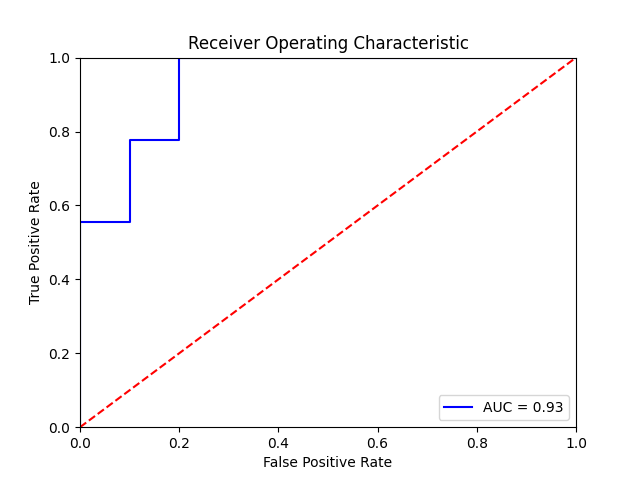 Receiver Operating Characteristic
1.0
0.8
0.6
0.4
0.2
0.0
True Positive Rate
AUC = 0.93
0.0 0.2 0.4 0.6 0.8 1.0
False Positive Rate